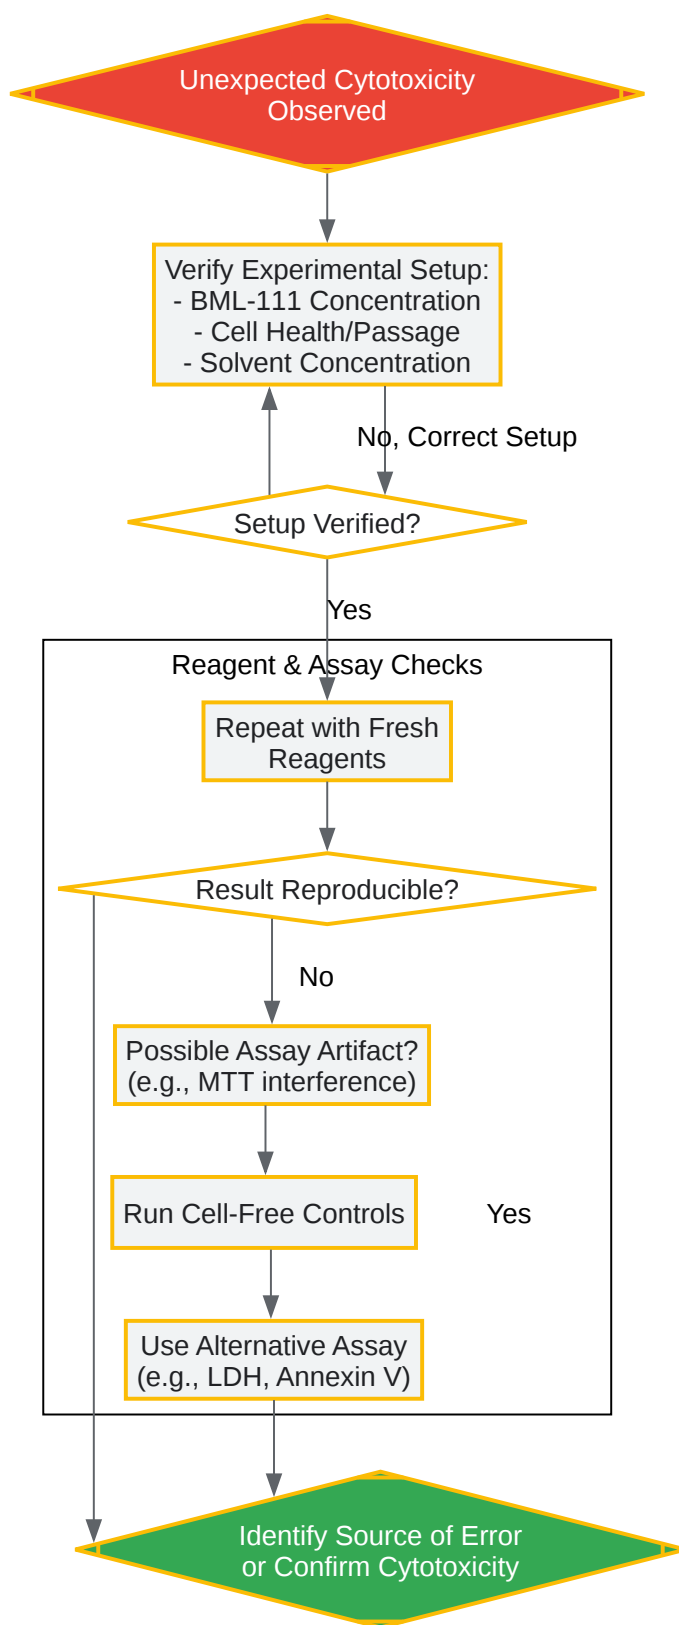 Unexpected Cytotoxicity
Observed
Verify Experimental Setup:
- BML-111 Concentration
- Cell Health/Passage
- Solvent Concentration
No, Correct Setup
Setup Verified?
Yes
Reagent & Assay Checks
Repeat with Fresh
Reagents
Result Reproducible?
No
Possible Assay Artifact?
(e.g., MTT interference)
Run Cell-Free Controls
Yes
Use Alternative Assay
(e.g., LDH, Annexin V)
Identify Source of Error
or Confirm Cytotoxicity